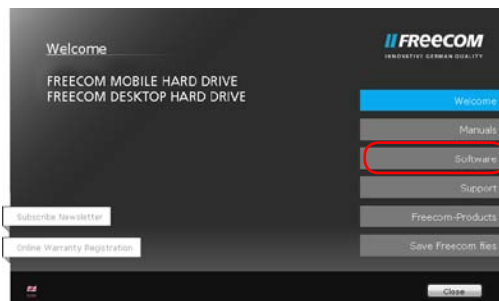 Welcome
FREECOM
INNOVATIVE GERMAN QUALITY
FREECOM MOBILE HARD DRIVE
FREECOM DESKTOP HARD DRIVE
Welcome
Manuals
Software
Support
Freecom-Products
Save Freecom files
Subscribe Newsletter
Online Warranty Registration
Close